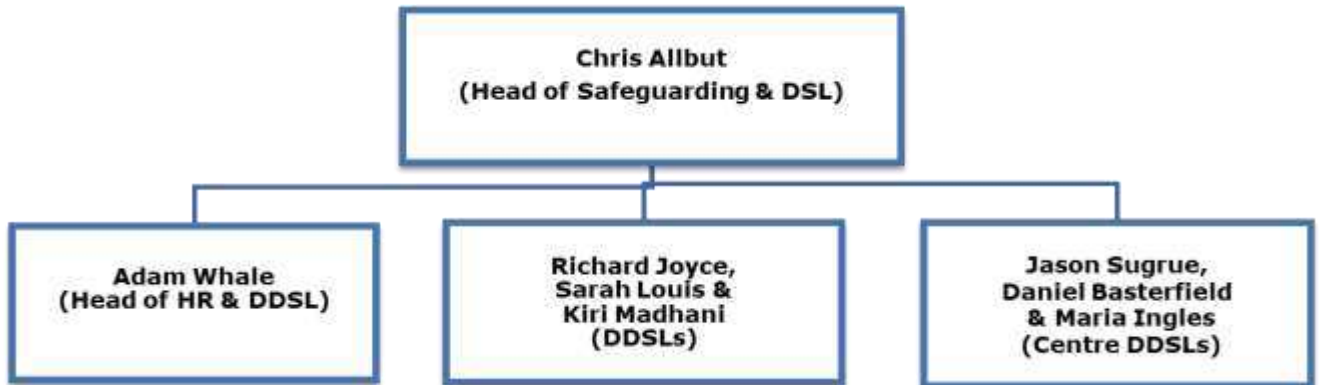 Chris Allbut
(Head of Safeguarding & DSL)
Adam Whale
(Head of HR & DDSL)
Richard Joyce,
Sarah Louis &
Kiri Madhani
(DDSLs)
Jason Sugrue,
Daniel Basterfield
& Maria Ingles
(Centre DDSLs)